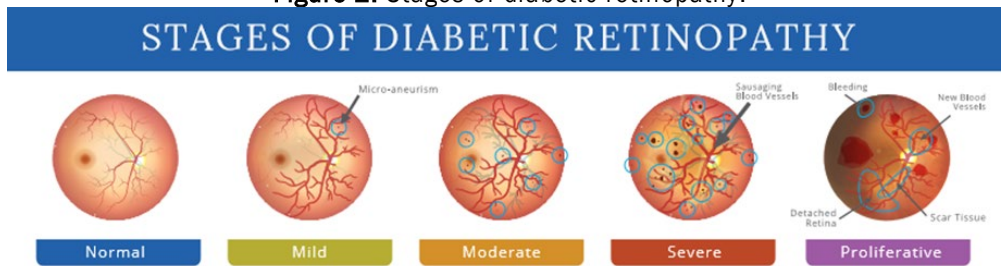 Figure 2. Stages of diabetic retinopathy.
STAGES OF DIABETIC RETINOPATHY
Micro-aneurism
Sausaging
Blood Vessels
Bleeding
New Blood
Vessels
Detached
Retina
Scar Tissue
Normal
Mild
Moderate
Severe
Proliferative